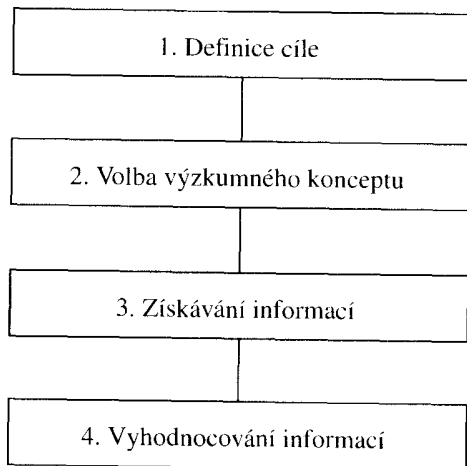 1. Definice cíle
2. Volba výzkumného konceptu
3. Získávání informací
4. Vyhodnocování informací